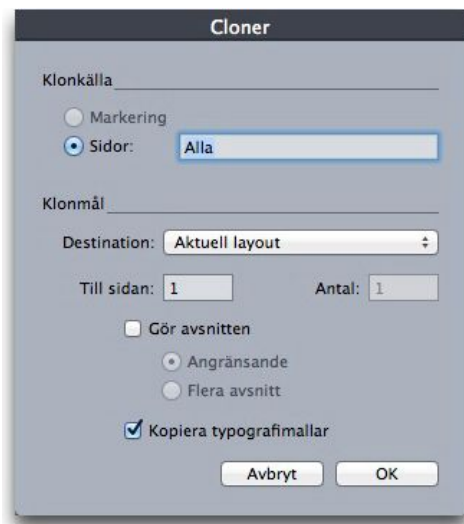 Cloner
Klonkälla
Markering
Sidor: Alla
Klonmål
Destination: Aktuell layout
Till sidan: 1 Antal: 1
Gör avsnitten
Angränsande
Flera avsnitt
Kopiera typografimallar
Avbryt OK